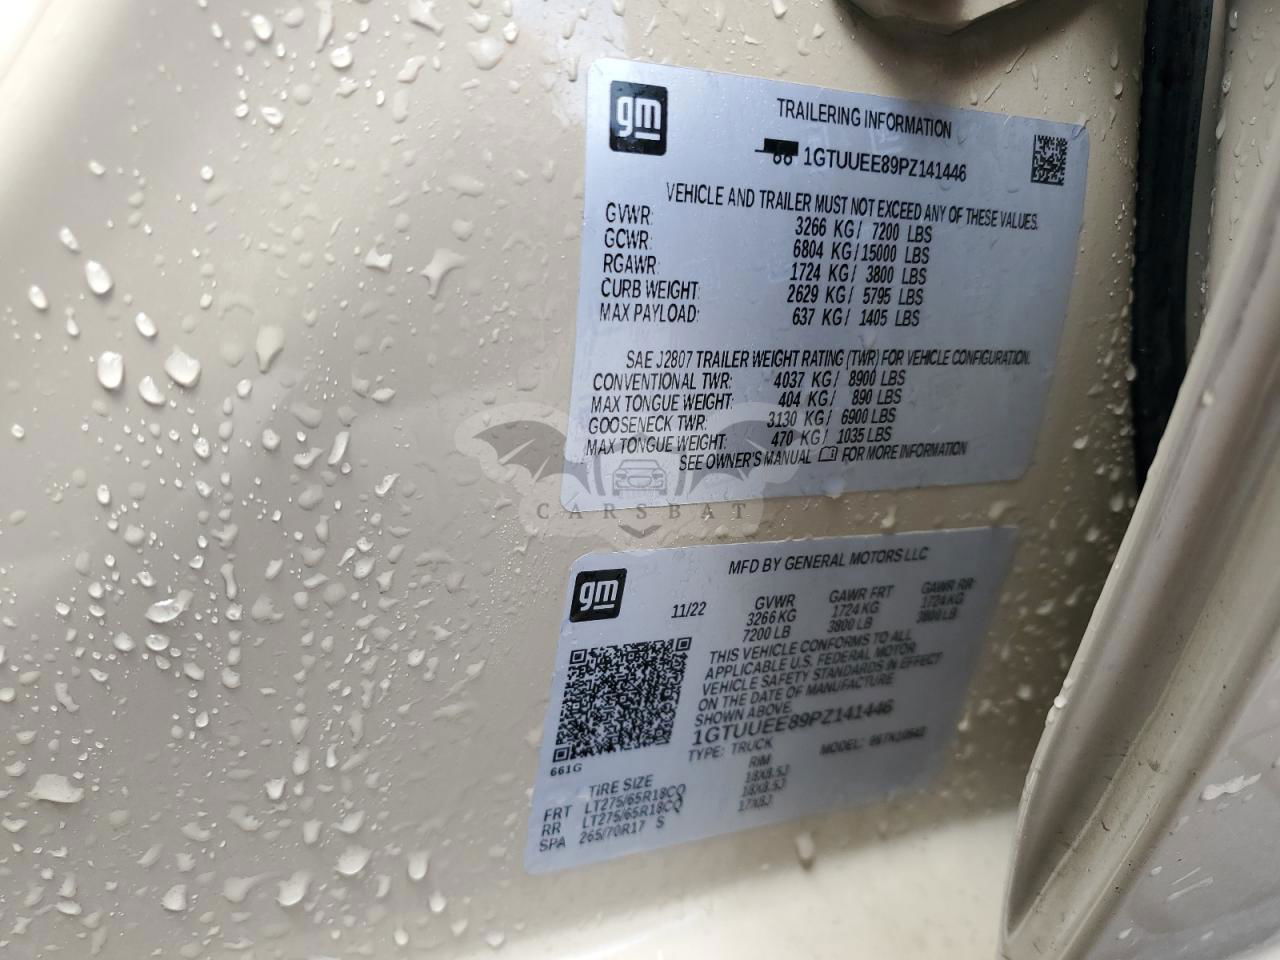 gm
TRAILERING INFORMATION
1GTUUEE89PZ141446
VEHICLE AND TRAILER MUST NOT EXCEED ANY OF THESE VALUES.
GVWR: 3266 KG/ 7200 LBS
GCWR: 6804 KG/15000 LBS
RGAWR: 1724 KG/ 3800 LBS
CURB WEIGHT: 2629 KG/ 5795 LBS
MAX PAYLOAD: 637 KG/ 1405 LBS
SAE J2807 TRAILER WEIGHT RATING (TWR) FOR VEHICLE CONFIGURATION.
CONVENTIONAL TWR: 4037 KG/ 8900 LBS
MAX TONGUE WEIGHT: 404 KG/ 890 LBS
GOOSENECK TWR: 3130 KG/ 6900 LBS
MAX TONGUE WEIGHT: 470 KG/ 1035 LBS
SEE OWNER'S MANUAL FOR MORE INFORMATION
CARSBAT
gm
MFD BY GENERAL MOTORS LLC
11/22 GVWR GAWR FRT GAWR RR
3266 KG 1724 KG 1724 KG
7200 LB 3800 LB 3800 LB
THIS VEHICLE CONFORMS TO ALL
APPLICABLE U.S. FEDERAL MOTOR
VEHICLE SAFETY STANDARDS IN EFFECT
ON THE DATE OF MANUFACTURE
SHOWN ABOVE.
1GTUUEE89PZ141446
TYPE: TRUCK MODEL:
661G
TIRE SIZE RIM
FRT LT275/65R18CQ 18X8.5J
RR LT275/65R18CQ 18X8.5J
SPA 265/70R17 S 17X8J